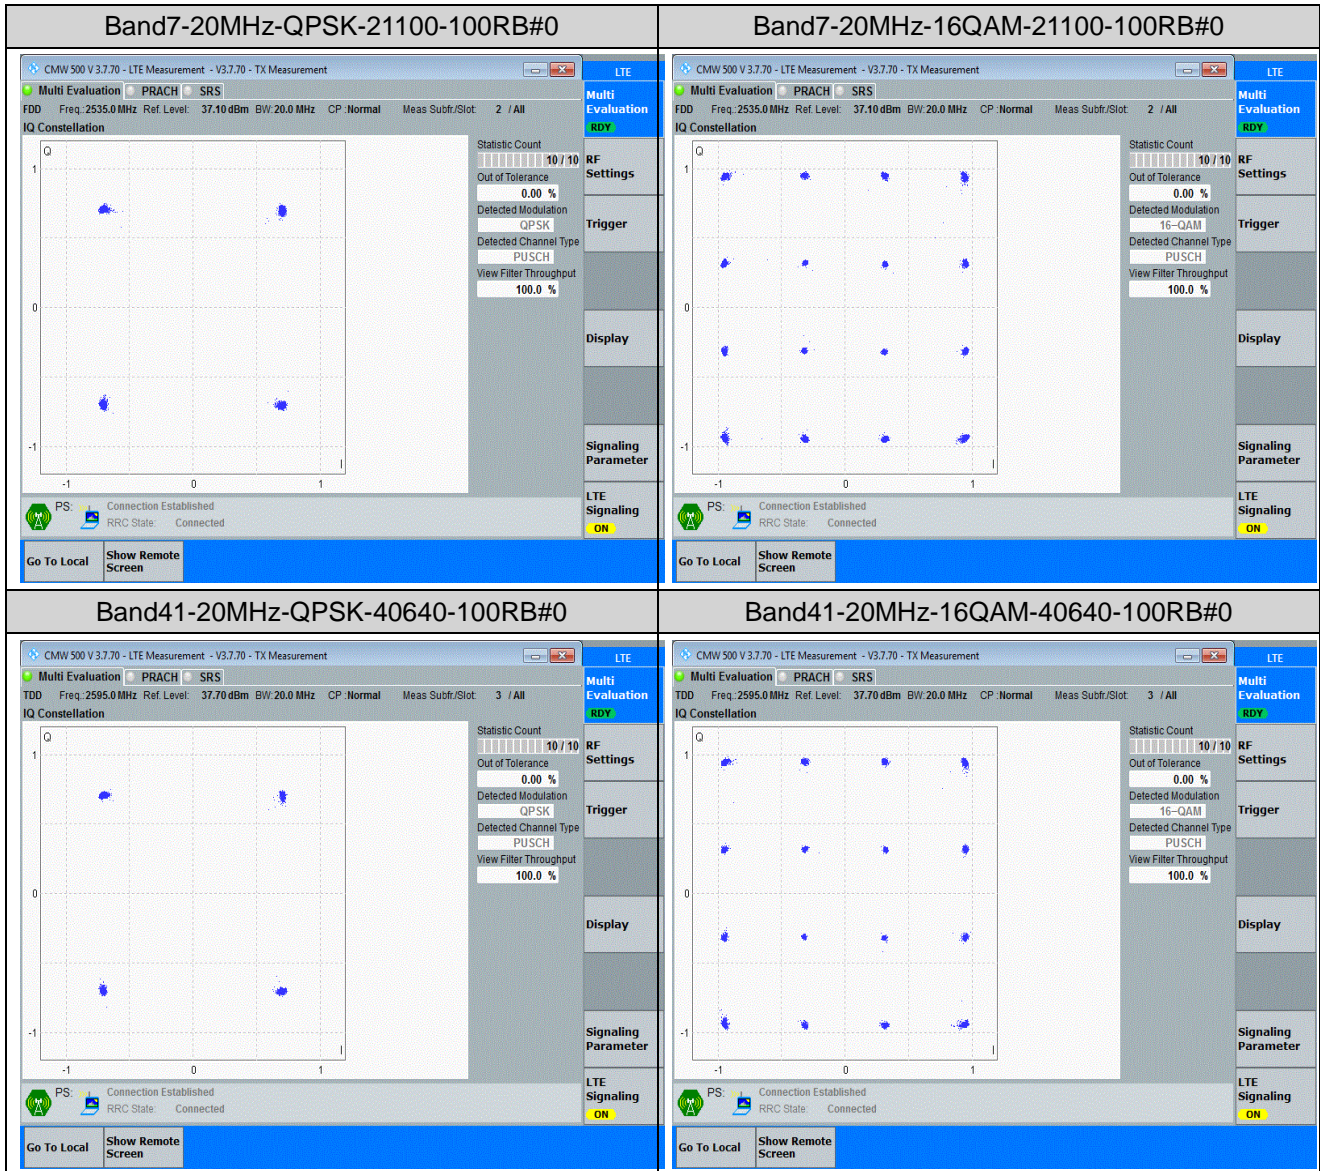 Band7-20MHz-QPSK-21100-100RB#0
CMW 500 V 3.7.70 - LTE Measurement - V3.7.70 - TX Measurement
LTE
Multi Evaluation PRACH SRS
Multi
Evaluation
RDY
FDD Freq.:2535.0 MHz Ref. Level: 37.10 dBm BW:20.0 MHz CP :Normal Meas Subfr./Slot: 2 / All
IQ Constellation
Q
1
0
-1
-1 0 1
I
Statistic Count
10 / 10
Out of Tolerance
0.00 %
Detected Modulation
QPSK
Detected Channel Type
PUSCH
View Filter Throughput
100.0 %
RF
Settings
Trigger
Display
Signaling
Parameter
LTE
Signaling
ON
PS: Connection Established
RRC State: Connected
Go To Local
Show Remote
Screen
Band7-20MHz-16QAM-21100-100RB#0
CMW 500 V 3.7.70 - LTE Measurement - V3.7.70 - TX Measurement
LTE
Multi Evaluation PRACH SRS
Multi
Evaluation
RDY
FDD Freq.:2535.0 MHz Ref. Level: 37.10 dBm BW:20.0 MHz CP :Normal Meas Subfr./Slot: 2 / All
IQ Constellation
Q
1
0
-1
-1 0 1
I
Statistic Count
10 / 10
Out of Tolerance
0.00 %
Detected Modulation
16-QAM
Detected Channel Type
PUSCH
View Filter Throughput
100.0 %
RF
Settings
Trigger
Display
Signaling
Parameter
LTE
Signaling
ON
PS: Connection Established
RRC State: Connected
Go To Local
Show Remote
Screen
Band41-20MHz-QPSK-40640-100RB#0
CMW 500 V 3.7.70 - LTE Measurement - V3.7.70 - TX Measurement
LTE
Multi Evaluation PRACH SRS
Multi
Evaluation
RDY
TDD Freq.:2595.0 MHz Ref. Level: 37.70 dBm BW:20.0 MHz CP :Normal Meas Subfr./Slot: 3 / All
IQ Constellation
Q
1
0
-1
-1 0 1
I
Statistic Count
10 / 10
Out of Tolerance
0.00 %
Detected Modulation
QPSK
Detected Channel Type
PUSCH
View Filter Throughput
100.0 %
RF
Settings
Trigger
Display
Signaling
Parameter
LTE
Signaling
ON
PS: Connection Established
RRC State: Connected
Go To Local
Show Remote
Screen
Band41-20MHz-16QAM-40640-100RB#0
CMW 500 V 3.7.70 - LTE Measurement - V3.7.70 - TX Measurement
LTE
Multi Evaluation PRACH SRS
Multi
Evaluation
RDY
TDD Freq.:2595.0 MHz Ref. Level: 37.70 dBm BW:20.0 MHz CP :Normal Meas Subfr./Slot: 3 / All
IQ Constellation
Q
1
0
-1
-1 0 1
I
Statistic Count
10 / 10
Out of Tolerance
0.00 %
Detected Modulation
16-QAM
Detected Channel Type
PUSCH
View Filter Throughput
100.0 %
RF
Settings
Trigger
Display
Signaling
Parameter
LTE
Signaling
ON
PS: Connection Established
RRC State: Connected
Go To Local
Show Remote
Screen